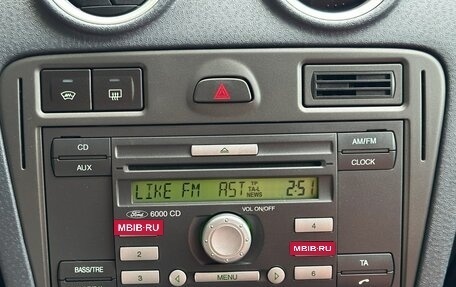 CD
AUX
AM/FM
CLOCK
LIKE FM AST TP TA-L NEWS 2:51
Ford 6000 CD
VOL ON/OFF
MBIB·RU
4
2
MBIB·RU
BASS/TRE
3
MENU
6
TA